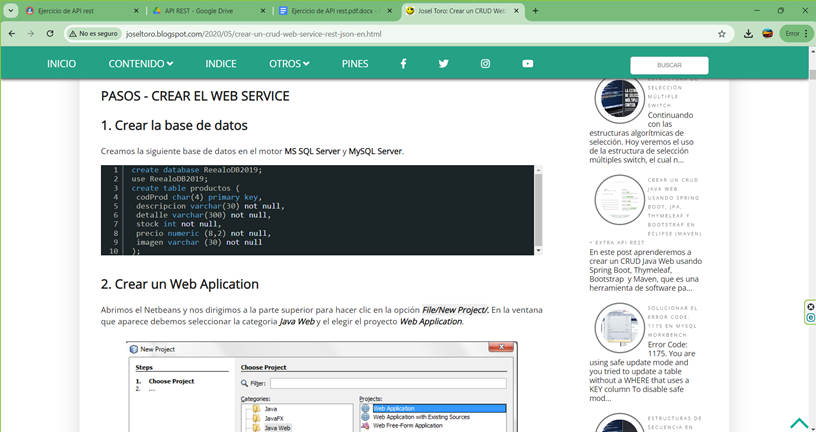 Ejercicio de API rest
API REST - Google Drive
Ejercicio de API rest.pdf.docx -
Josel Toro: Crear un CRUD Web
No es seguro
joseltoro.blogspot.com/2020/05/crear-un-crud-web-service-rest-json-en.html
Error
INICIO
CONTENIDO
INDICE
OTROS
PINES
BUSCAR
PASOS - CREAR EL WEB SERVICE
1. Crear la base de datos
Creamos la siguiente base de datos en el motor MS SQL Server y MySQL Server.
1 create database ReealoDB2019;
2 use ReealoDB2019;
3 create table productos (
4 codProd char(4) primary key,
5 descripcion varchar(30) not null,
6 detalle varchar(300) not null,
7 stock int not null,
8 precio numeric (8,2) not null,
9 imagen varchar (30) not null
10 );
2. Crear un Web Aplication
Abrimos el Netbeans y nos dirigimos a la parte superior para hacer clic en la opción File/New Project/. En la ventana
que aparece debemos seleccionar la categoria Java Web y el elegir el proyecto Web Application.
New Project
Steps
1. Choose Project
2. ...
Choose Project
Filter:
Categories:
Java
JavaFX
Java Web
Projects:
Web Application
Web Application with Existing Sources
Web Free-Form Application
SELECCIÓN
MÚLTIPLE
SWITCH
Continuando
con las
estructuras algorítmicas de
selección. Hoy veremos el uso
de la estructura de selección
múltiples switch, el cual n...
CREAR UN CRUD
JAVA WEB
USANDO SPRING
BOOT, JPA,
THYMELEAF Y
BOOTSTRAP EN
ECLIPSE (MAVEN)
+ EXTRA API REST
En este post aprenderemos a
crear un CRUD Java Web usando
Spring Boot, Thymeleaf,
Bootstrap y Maven, que es una
herramienta de software pa...
SOLUCIONAR EL
ERROR CODE:
1175 EN MYSQL
WORKBENCH
Error Code:
1175. You are
using safe update mode and
you tried to update a table
without a WHERE that uses a
KEY column To disable safe
mod...
ESTRUCTURAS DE
SECUENCIA EN